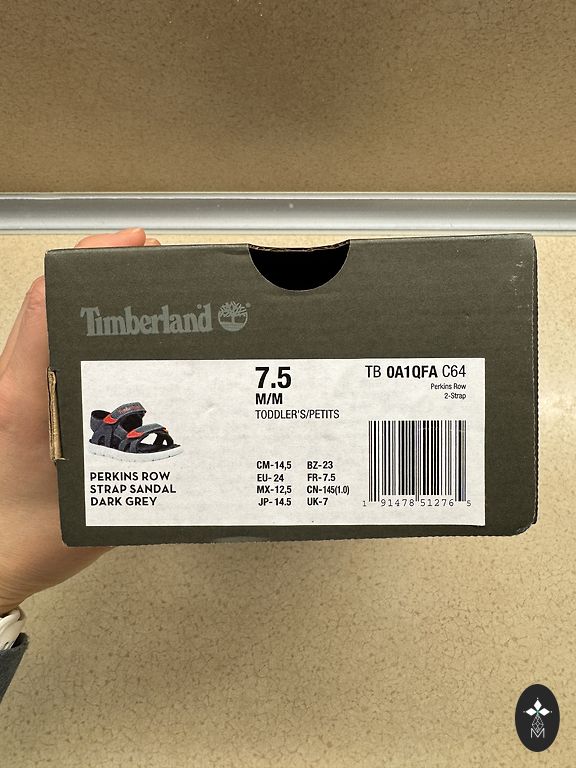 Timberland
7.5
M/M
TODDLER'S/PETITS
TB 0A1QFA C64
Perkins Row
2-Strap
PERKINS ROW
STRAP SANDAL
DARK GREY
CM-14,5 BZ-23
EU- 24 FR-7.5
MX-12,5 CN-145(1.0)
JP- 14.5 UK-7
1 91478 51276 5
M